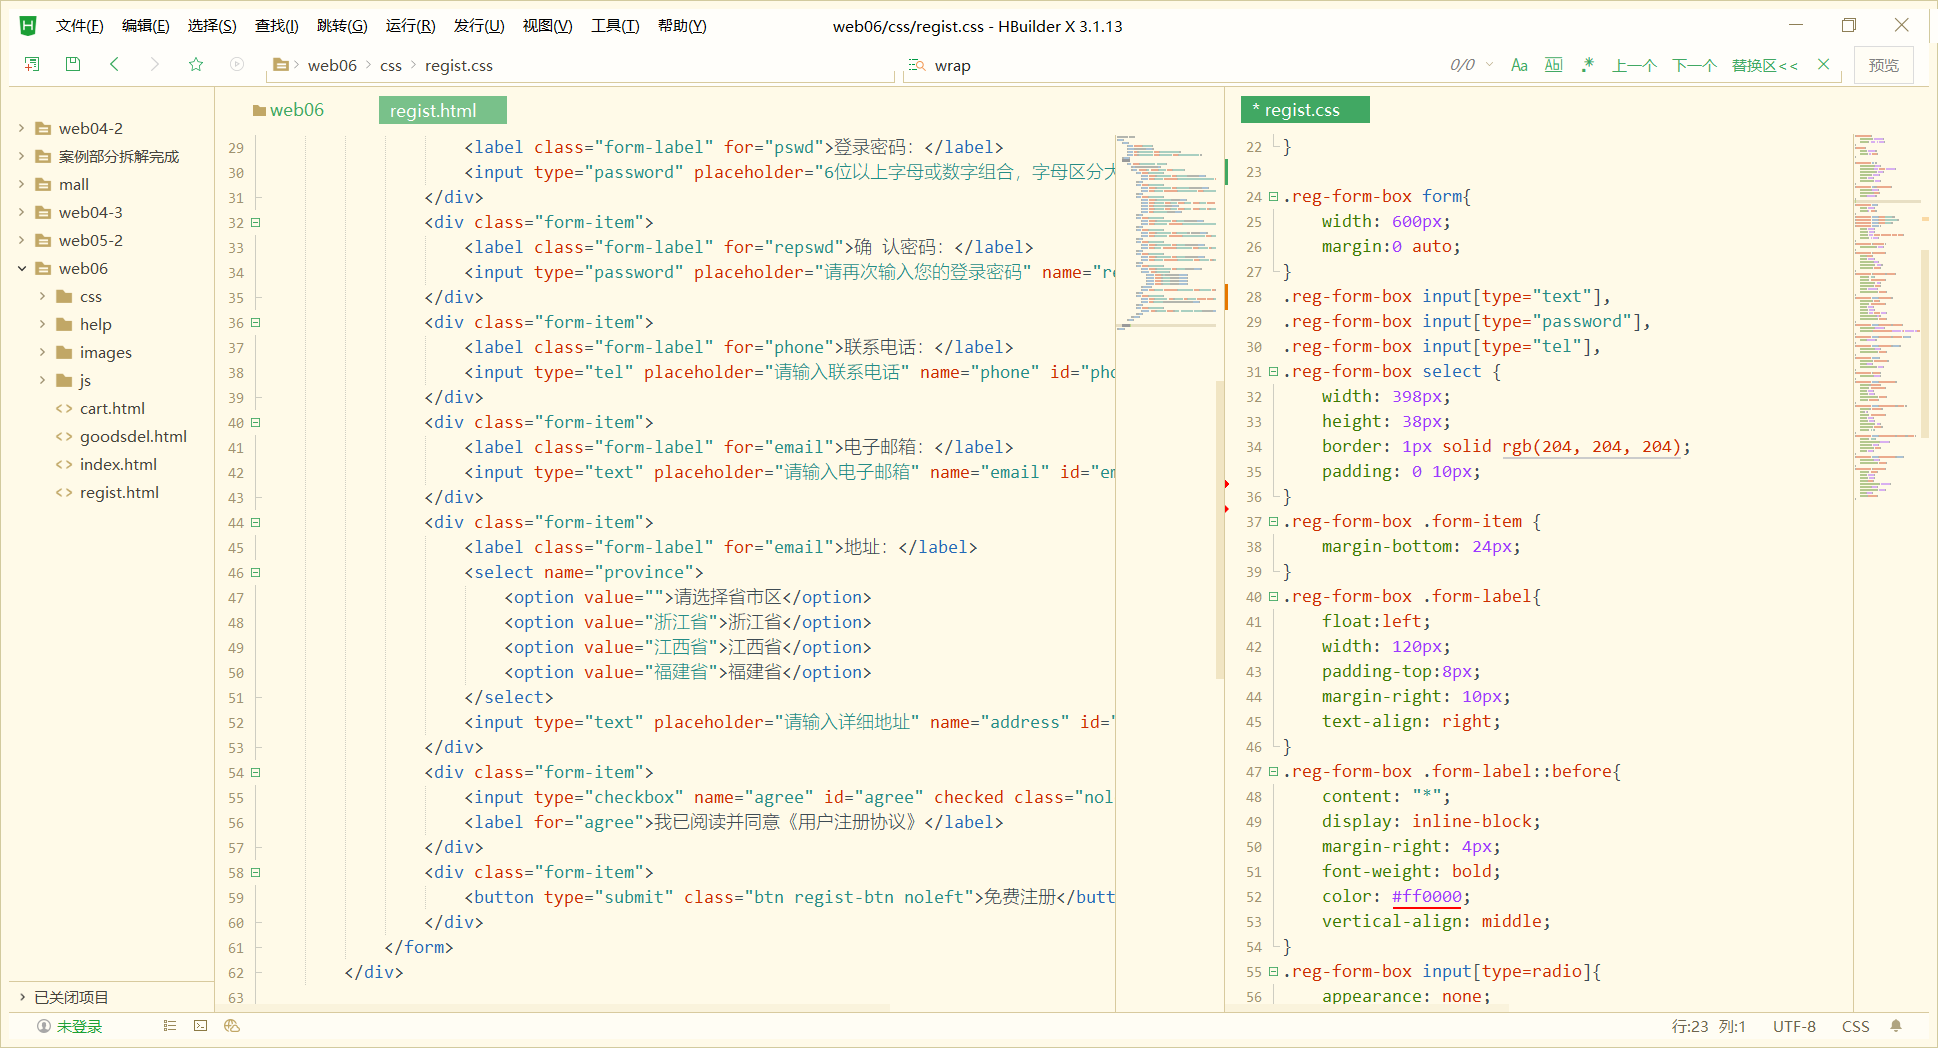 文件(F) 编辑(E) 选择(S) 查找(I) 跳转(G) 运行(R) 发行(U) 视图(V) 工具(T) 帮助(Y) web06/css/regist.css - HBuilder X 3.1.13
web06 css regist.css wrap 0/0 Aa Ab .* 上一个 下一个 替换区<< 预览
web04-2
案例部分拆解完成
mall
web04-3
web05-2
web06
css
help
images
js
cart.html
goodsdel.html
index.html
regist.html
已关闭项目
web06 regist.html
29 <label class="form-label" for="pswd">登录密码：</label>
30 <input type="password" placeholder="6位以上字母或数字组合，字母区分大
31 </div>
32 <div class="form-item">
33 <label class="form-label" for="repswd">确 认密码：</label>
34 <input type="password" placeholder="请再次输入您的登录密码" name="re
35 </div>
36 <div class="form-item">
37 <label class="form-label" for="phone">联系电话：</label>
38 <input type="tel" placeholder="请输入联系电话" name="phone" id="pho
39 </div>
40 <div class="form-item">
41 <label class="form-label" for="email">电子邮箱：</label>
42 <input type="text" placeholder="请输入电子邮箱" name="email" id="em
43 </div>
44 <div class="form-item">
45 <label class="form-label" for="email">地址：</label>
46 <select name="province">
47 <option value="">请选择省市区</option>
48 <option value="浙江省">浙江省</option>
49 <option value="江西省">江西省</option>
50 <option value="福建省">福建省</option>
51 </select>
52 <input type="text" placeholder="请输入详细地址" name="address" id="
53 </div>
54 <div class="form-item">
55 <input type="checkbox" name="agree" id="agree" checked class="nol
56 <label for="agree">我已阅读并同意《用户注册协议》</label>
57 </div>
58 <div class="form-item">
59 <button type="submit" class="btn regist-btn noleft">免费注册</butt
60 </div>
61 </form>
62 </div>
63
* regist.css
22 }
23
24 .reg-form-box form{
25 width: 600px;
26 margin:0 auto;
27 }
28 .reg-form-box input[type="text"],
29 .reg-form-box input[type="password"],
30 .reg-form-box input[type="tel"],
31 .reg-form-box select {
32 width: 398px;
33 height: 38px;
34 border: 1px solid rgb(204, 204, 204);
35 padding: 0 10px;
36 }
37 .reg-form-box .form-item {
38 margin-bottom: 24px;
39 }
40 .reg-form-box .form-label{
41 float:left;
42 width: 120px;
43 padding-top:8px;
44 margin-right: 10px;
45 text-align: right;
46 }
47 .reg-form-box .form-label::before{
48 content: "*";
49 display: inline-block;
50 margin-right: 4px;
51 font-weight: bold;
52 color: #ff0000;
53 vertical-align: middle;
54 }
55 .reg-form-box input[type=radio]{
56 appearance: none;
未登录 行:23 列:1 UTF-8 CSS